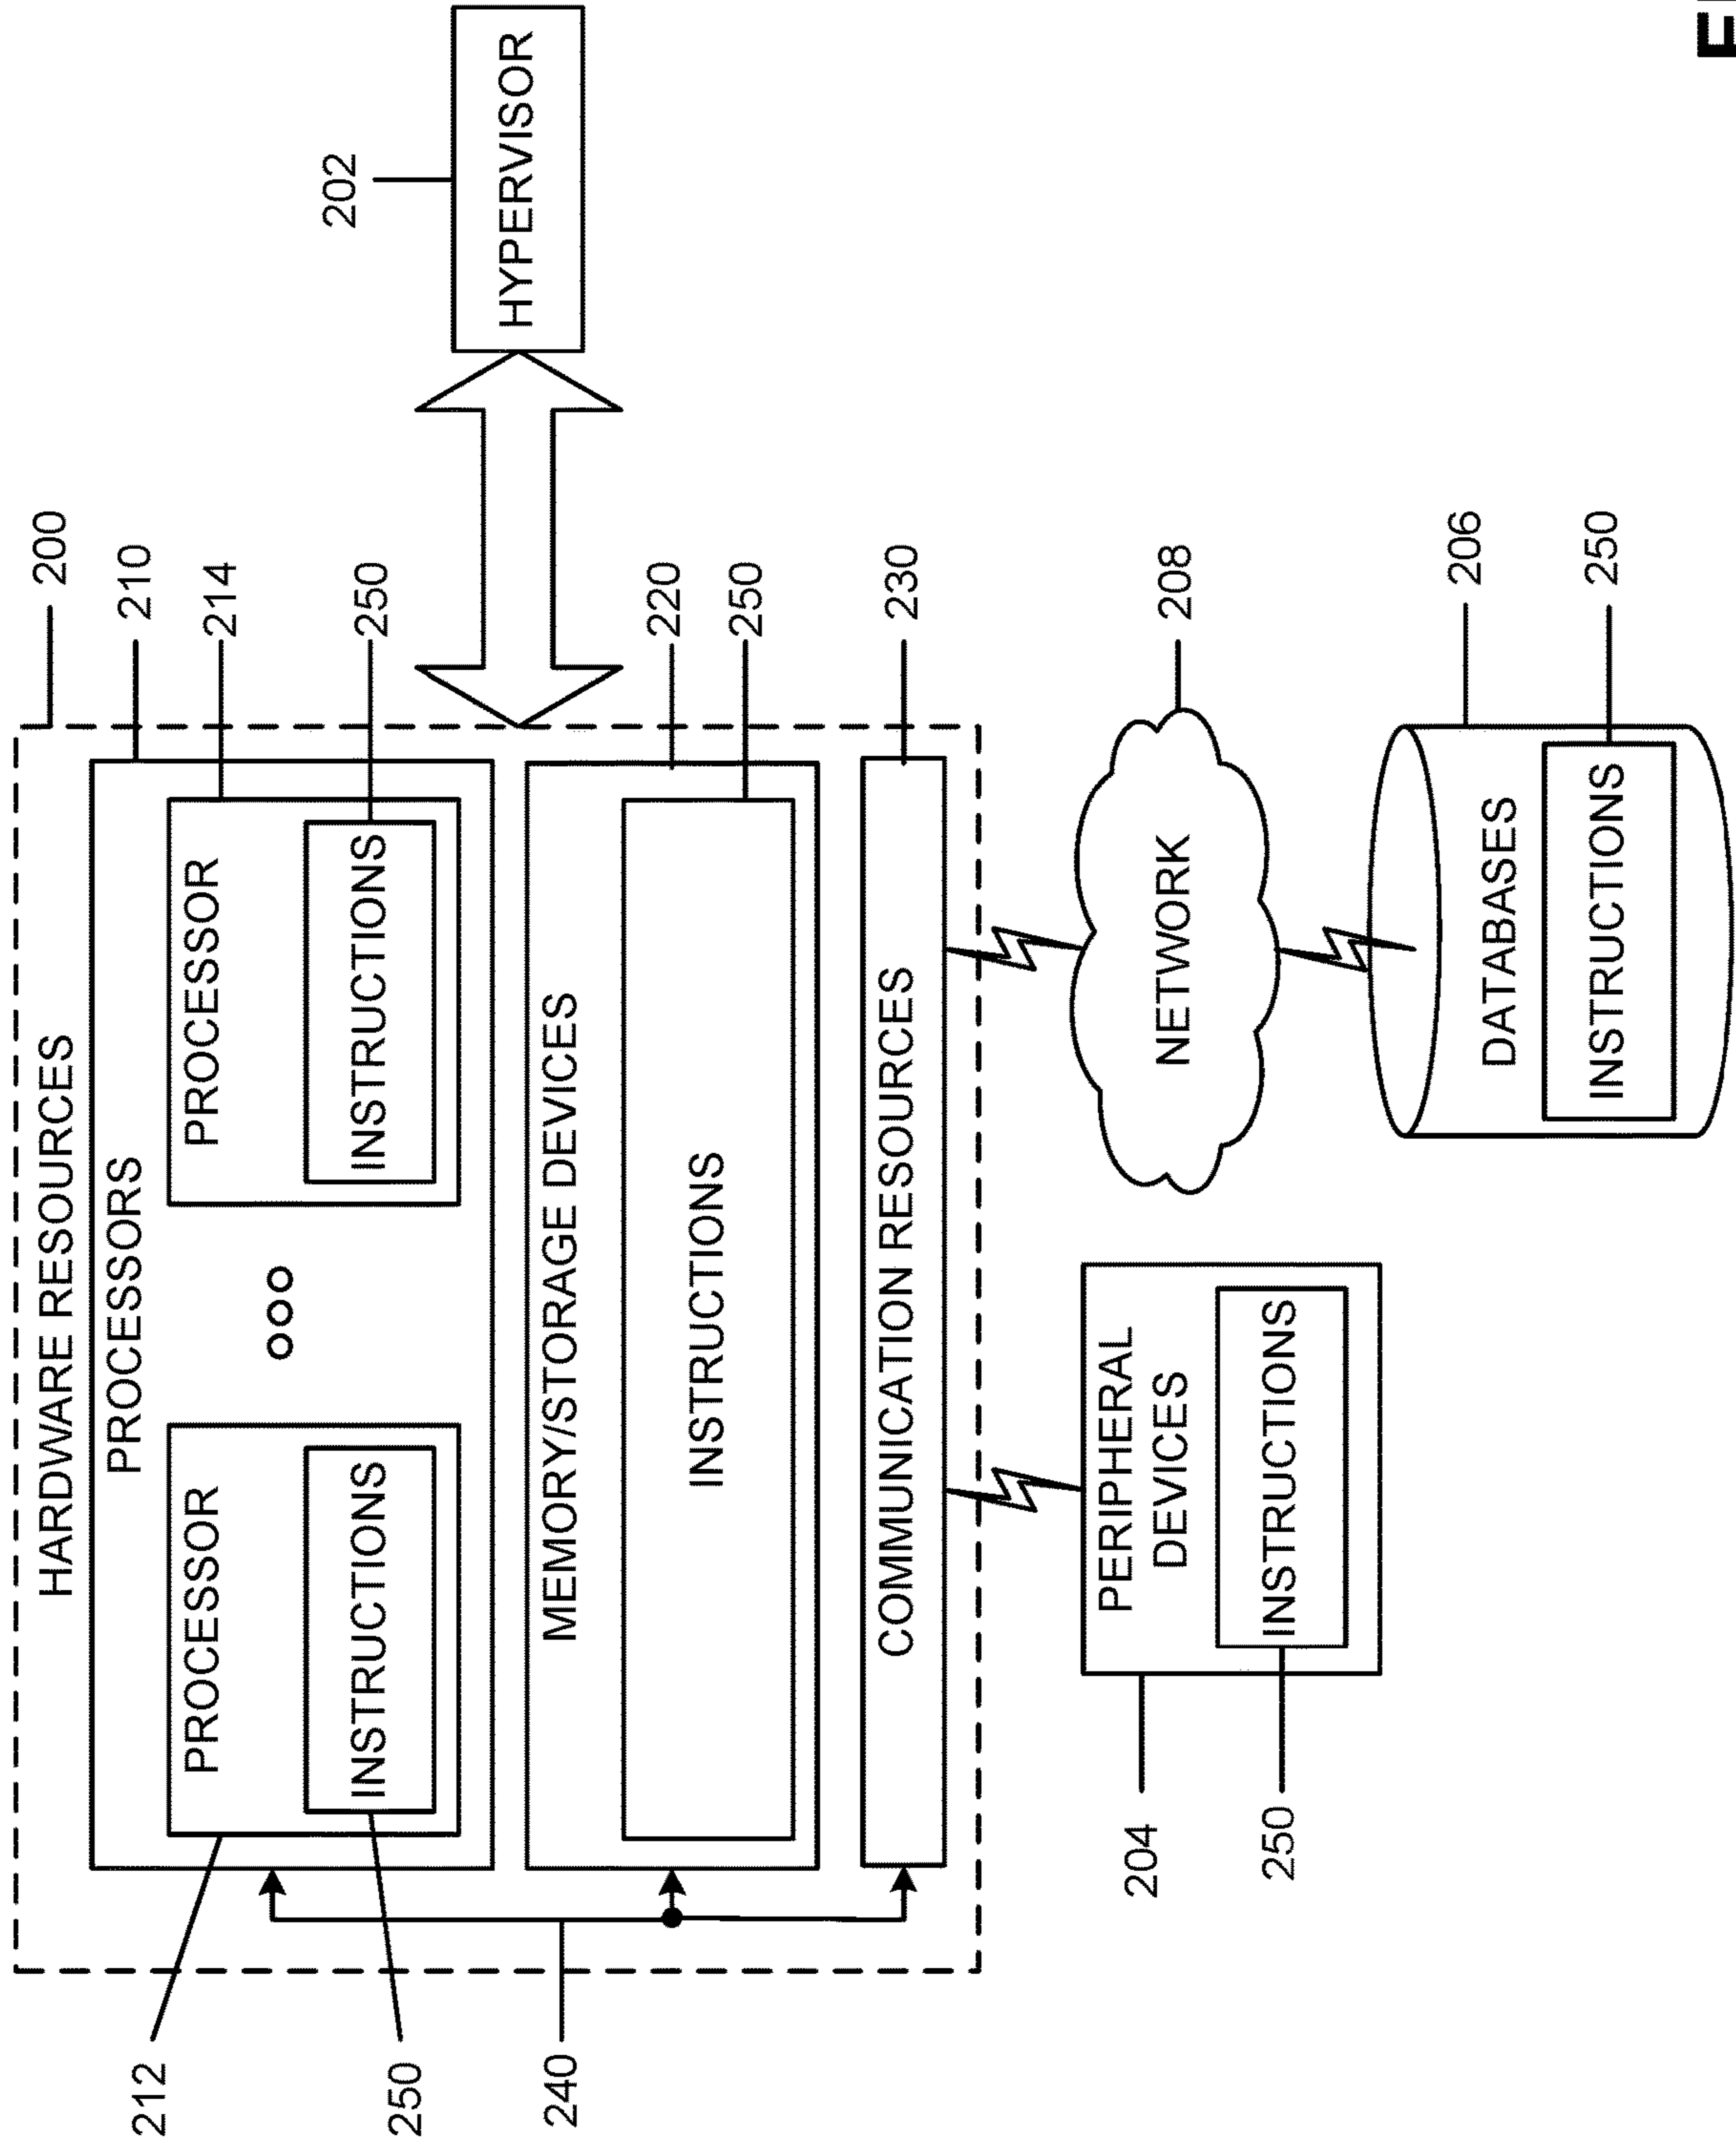 HARDWARE RESOURCES
200
PROCESSORS
210
PROCESSOR
PROCESSOR
214
212
INSTRUCTIONS
INSTRUCTIONS
250
250
202
HYPERVISOR
MEMORY/STORAGE DEVICES
220
INSTRUCTIONS
250
240
COMMUNICATION RESOURCES
230
PERIPHERAL
DEVICES
204
INSTRUCTIONS
250
NETWORK
208
DATABASES
206
INSTRUCTIONS
250